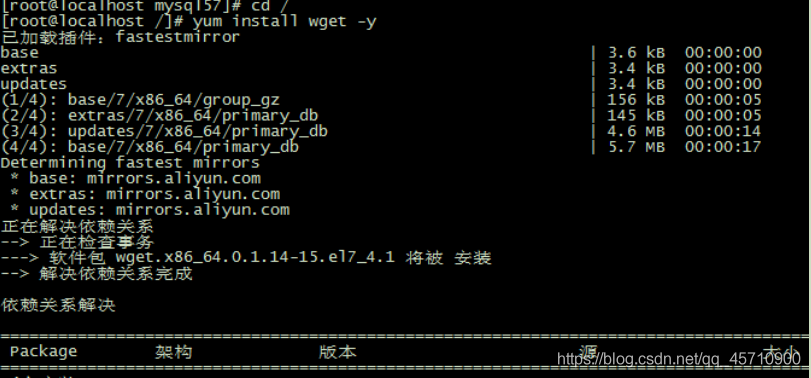 [root@localhost mysql57]# cd /
[root@localhost /]# yum install wget -y
已加载插件：fastestmirror
base | 3.6 kB 00:00:00
extras | 3.4 kB 00:00:00
updates | 3.4 kB 00:00:00
(1/4): base/7/x86_64/group_gz | 156 kB 00:00:05
(2/4): extras/7/x86_64/primary_db | 145 kB 00:00:05
(3/4): updates/7/x86_64/primary_db | 4.6 MB 00:00:14
(4/4): base/7/x86_64/primary_db | 5.7 MB 00:00:17
Determining fastest mirrors
* base: mirrors.aliyun.com
* extras: mirrors.aliyun.com
* updates: mirrors.aliyun.com
正在解决依赖关系
--> 正在检查事务
---> 软件包 wget.x86_64.0.1.14-15.el7_4.1 将被 安装
--> 解决依赖关系完成
依赖关系解决
Package 架构 版本 源 大小
https://blog.csdn.net/qq_45710900